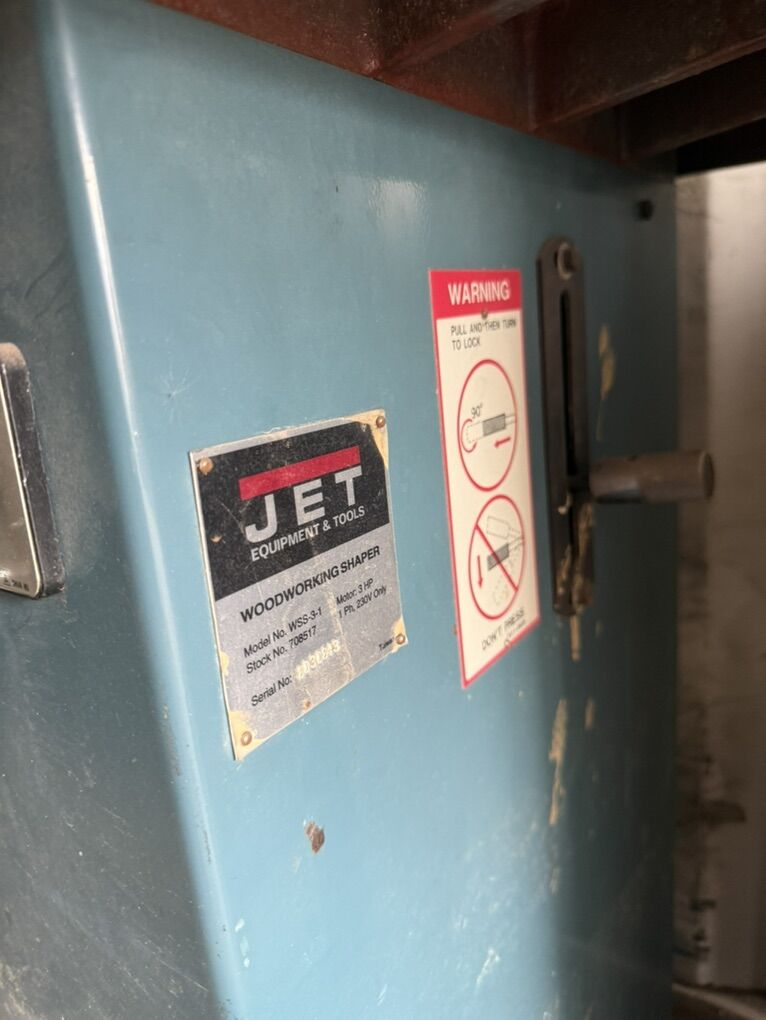 JET
EQUIPMENT & TOOLS
WOODWORKING SHAPER
Model No. WSS-3-1 Motor: 3 HP
Stock No. 708517 1 Ph, 230V Only
Serial No:
Taiwan
WARNING
PULL AND THEN TURN
TO LOCK
90°
DON'T PRESS